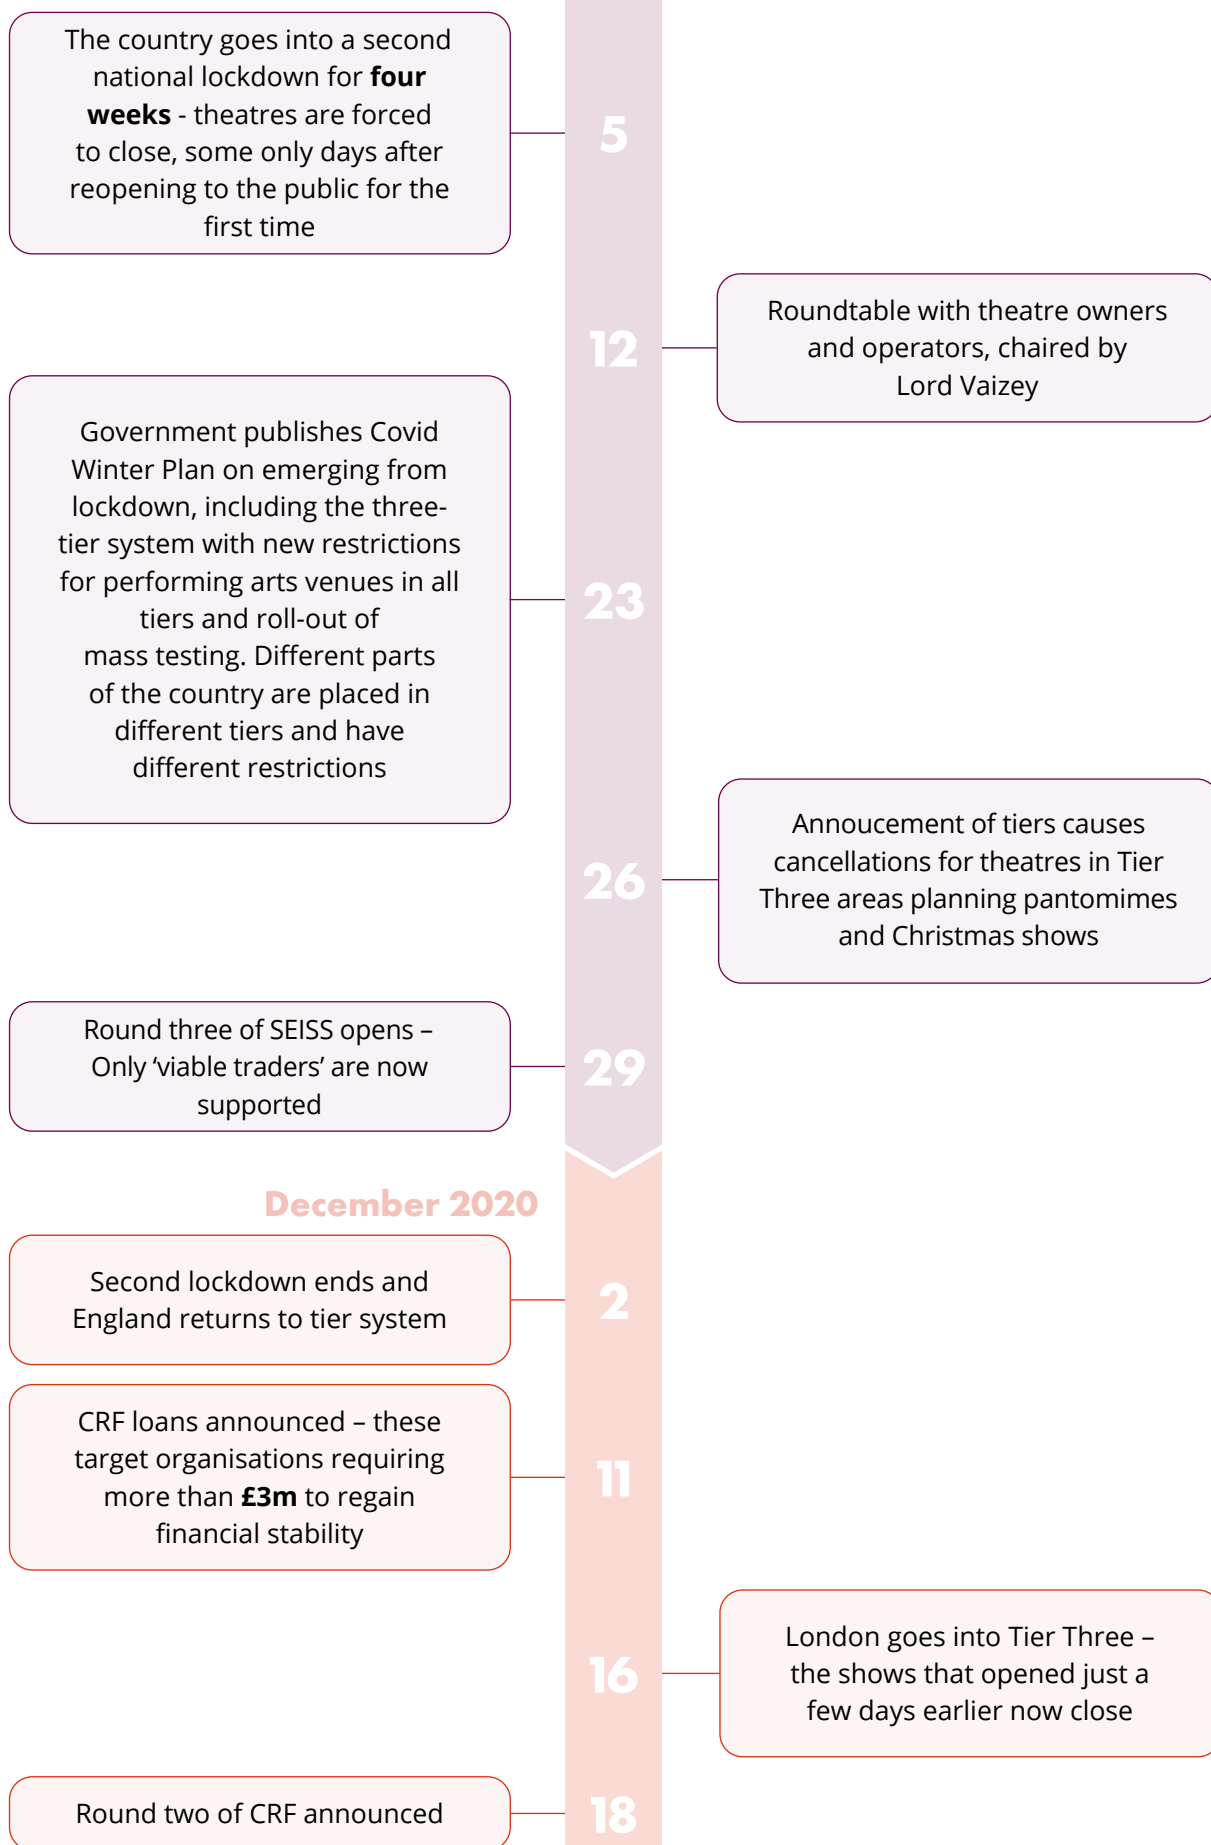 The country goes into a second
national lockdown for four
weeks - theatres are forced
to close, some only days after
reopening to the public for the
first time
5
12
Roundtable with theatre owners
and operators, chaired by
Lord Vaizey
Government publishes Covid
Winter Plan on emerging from
lockdown, including the three-
tier system with new restrictions
for performing arts venues in all
tiers and roll-out of
mass testing. Different parts
of the country are placed in
different tiers and have
different restrictions
23
26
Annoucement of tiers causes
cancellations for theatres in Tier
Three areas planning pantomimes
and Christmas shows
Round three of SEISS opens –
Only ‘viable traders’ are now
supported
29
December 2020
Second lockdown ends and
England returns to tier system
2
CRF loans announced – these
target organisations requiring
more than £3m to regain
financial stability
11
16
London goes into Tier Three –
the shows that opened just a
few days earlier now close
Round two of CRF announced
18